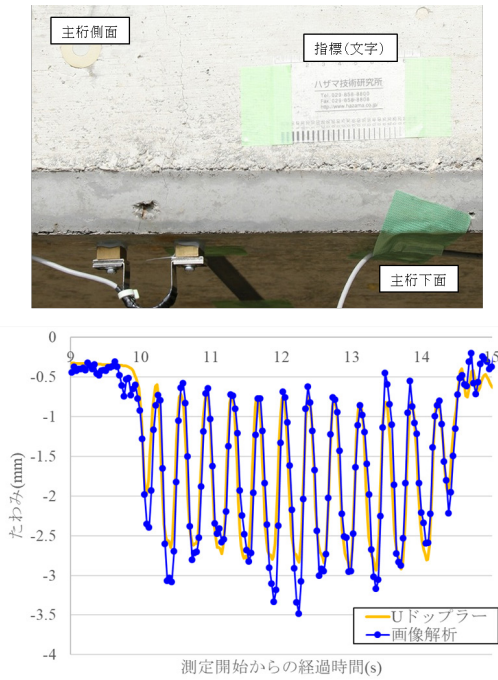 主桁側面
指標(文字)
ハザマ技術研究所
主桁下面
0
9
10
11
12
13
14
15
-0.5
-1
-1.5
-2
-2.5
-3
-3.5
-4
たわみ(mm)
Uドップラー
画像解析
測定開始からの経過時間(s)